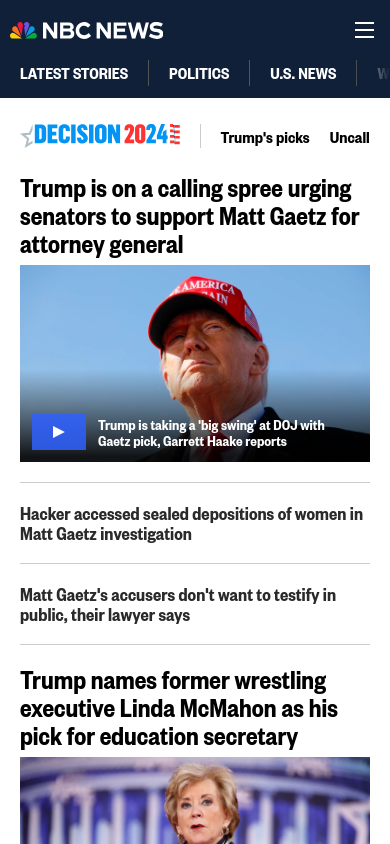 NBC NEWS
LATEST STORIES
POLITICS
U.S. NEWS
DECISION 2024
Trump's picks
Uncall
Trump is on a calling spree urging
senators to support Matt Gaetz for
attorney general
AMERICA
AIN
Trump is taking a 'big swing' at DOJ with
Gaetz pick, Garrett Haake reports
Hacker accessed sealed depositions of women in
Matt Gaetz investigation
Matt Gaetz's accusers don't want to testify in
public, their lawyer says
Trump names former wrestling
executive Linda McMahon as his
pick for education secretary